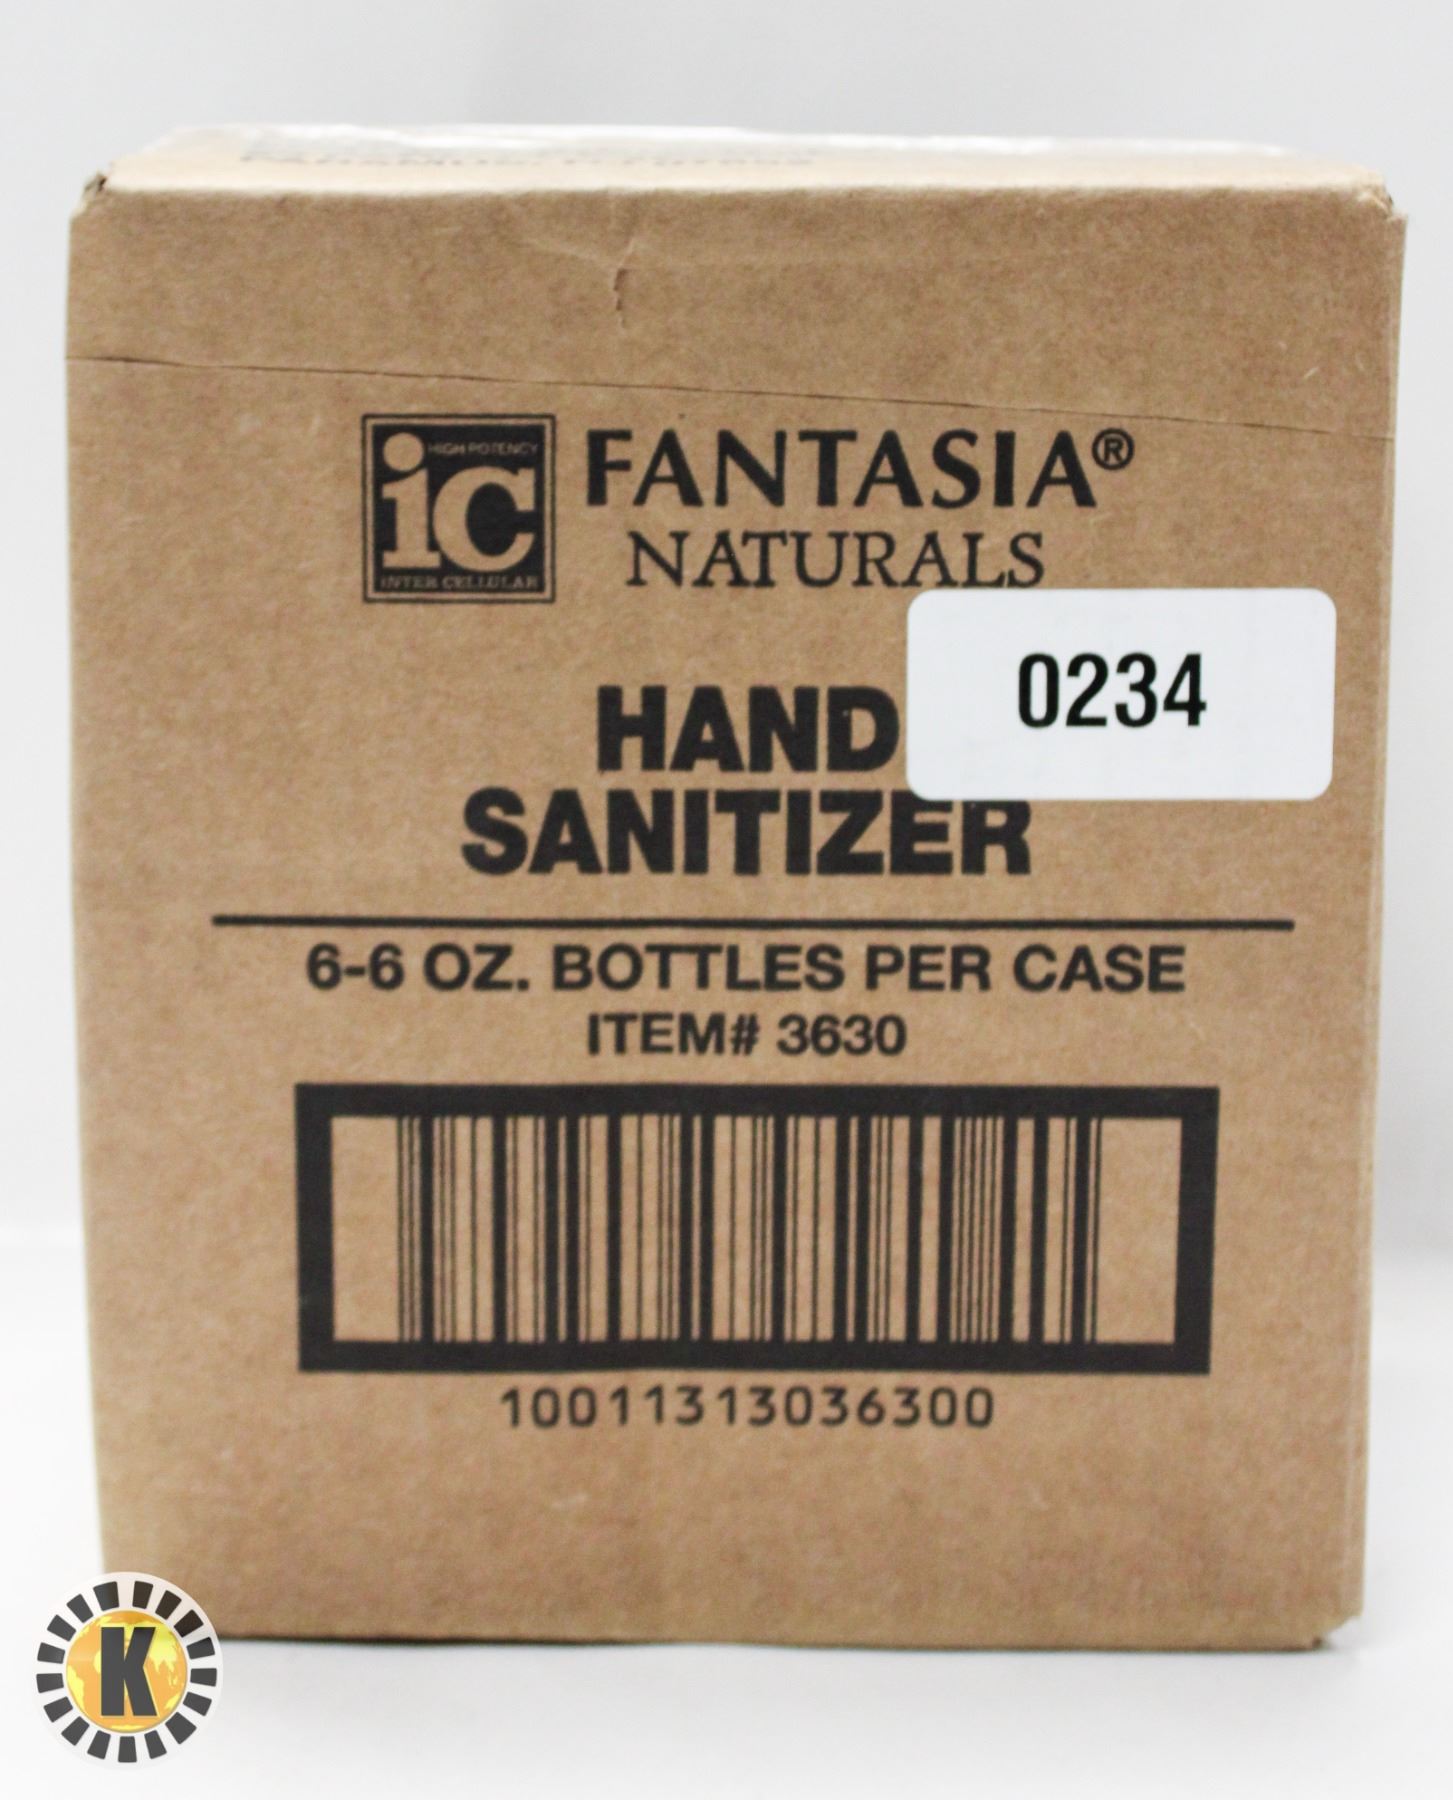 HIGH POTENCY
iC
INTER CELLULAR
FANTASIA®
NATURALS
0234
HAND
SANITIZER
6-6 OZ. BOTTLES PER CASE
ITEM# 3630
10011313036300
K